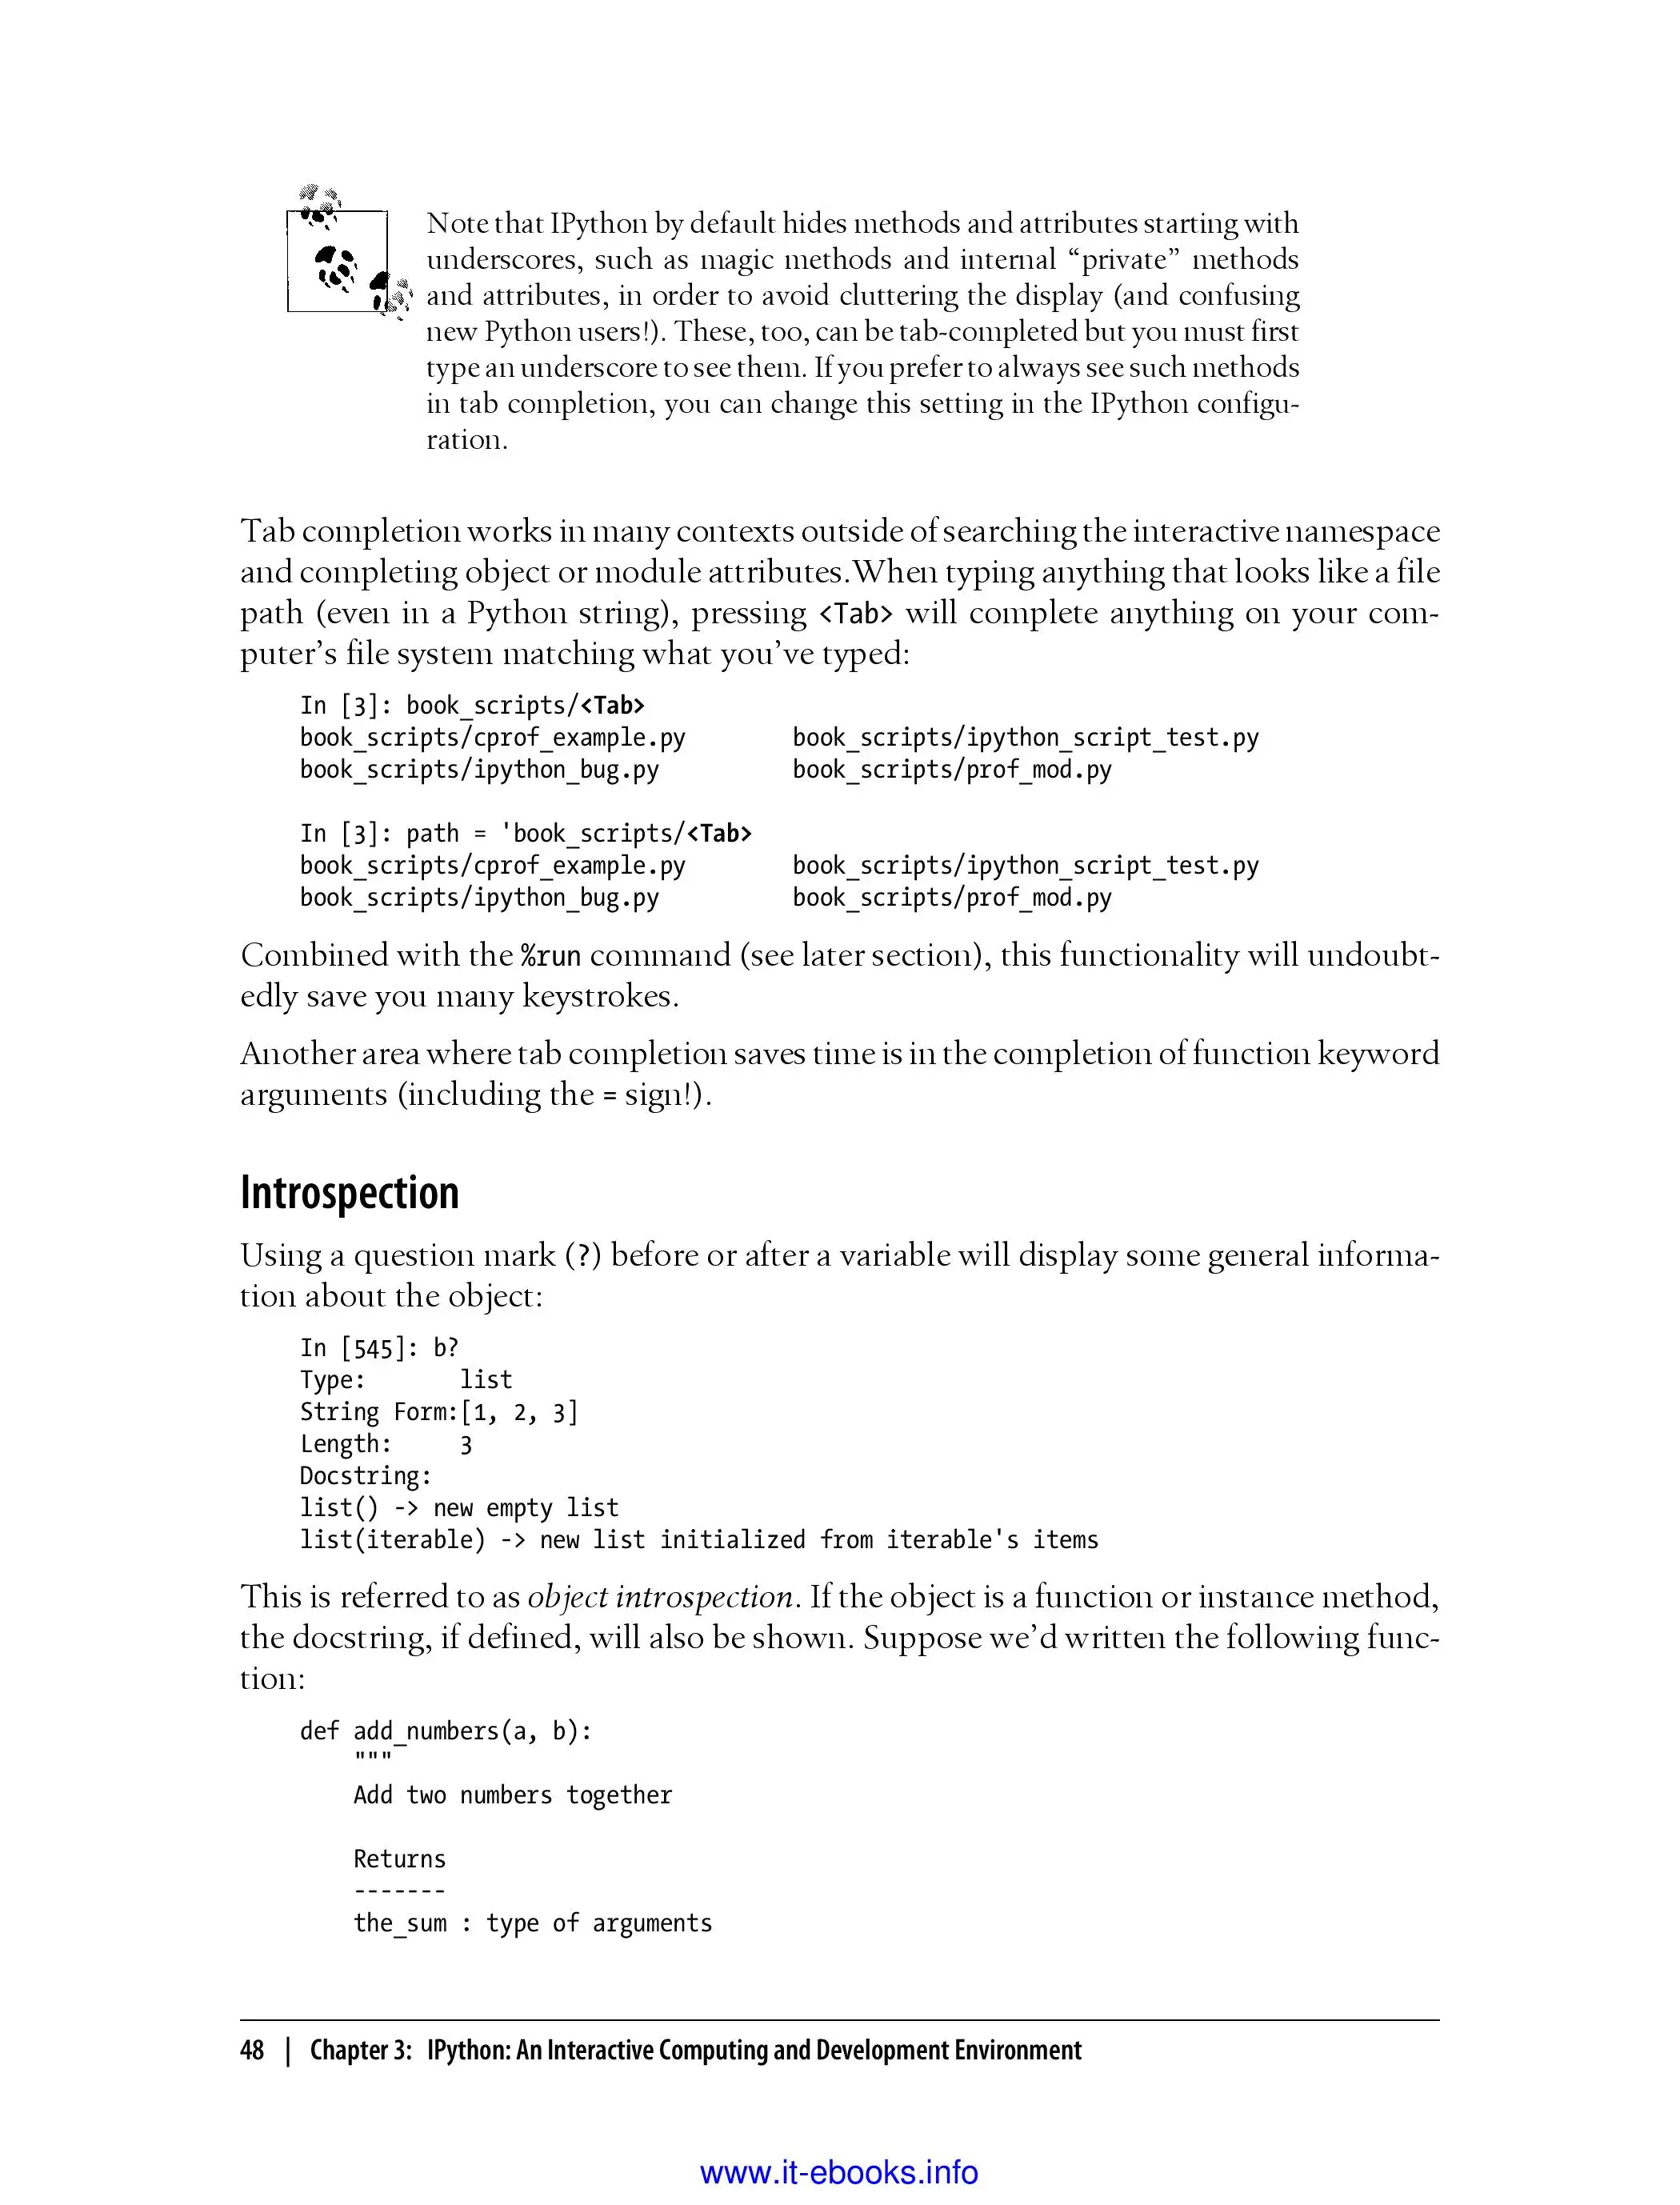 Note that IPython by default hides methods and attributes starting with
underscores, such as magic methods and internal “private” methods
and attributes, in order to avoid cluttering the display (and confusing
new Python users!). These, too, can be tab-completed but you must first
type an underscore to see them. If you prefer to always see such methods
in tab completion, you can change this setting in the IPython configu-
ration.
Tab completion works in many contexts outside of searching the interactive namespace
and completing object or module attributes.When typing anything that looks like a file
path (even in a Python string), pressing <Tab> will complete anything on your com-
puter’s file system matching what you’ve typed:
In [3]: book_scripts/<Tab>
book_scripts/cprof_example.py        book_scripts/ipython_script_test.py
book_scripts/ipython_bug.py          book_scripts/prof_mod.py
In [3]: path = 'book_scripts/<Tab>
book_scripts/cprof_example.py        book_scripts/ipython_script_test.py
book_scripts/ipython_bug.py          book_scripts/prof_mod.py
Combined with the %run command (see later section), this functionality will undoubt-
edly save you many keystrokes.
Another area where tab completion saves time is in the completion of function keyword
arguments (including the = sign!).
Introspection
Using a question mark (?) before or after a variable will display some general informa-
tion about the object:
In [545]: b?
Type:       list
String Form:[1, 2, 3]
Length:     3
Docstring:
list() -> new empty list
list(iterable) -> new list initialized from iterable's items
This is referred to as object introspection. If the object is a function or instance method,
the docstring, if defined, will also be shown. Suppose we’d written the following func-
tion:
def add_numbers(a, b):
    """
    Add two numbers together
    Returns
    -------
    the_sum : type of arguments
48 | Chapter 3: IPython: An Interactive Computing and Development Environment
www.it-ebooks.info